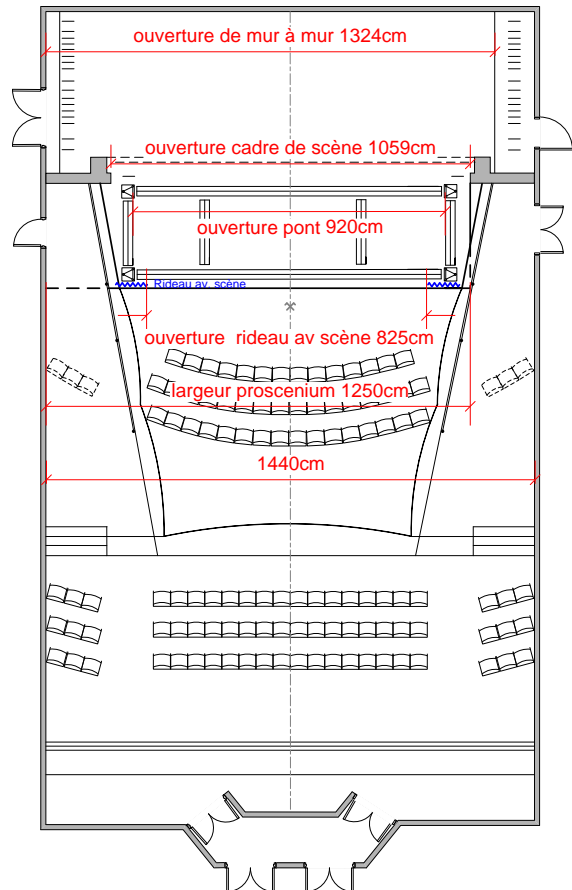 ouverture de mur à mur 1324cm
ouverture cadre de scène 1059cm
ouverture pont 920cm
Rideau av. scène
ouverture rideau av scène 825cm
largeur proscenium 1250cm
1440cm